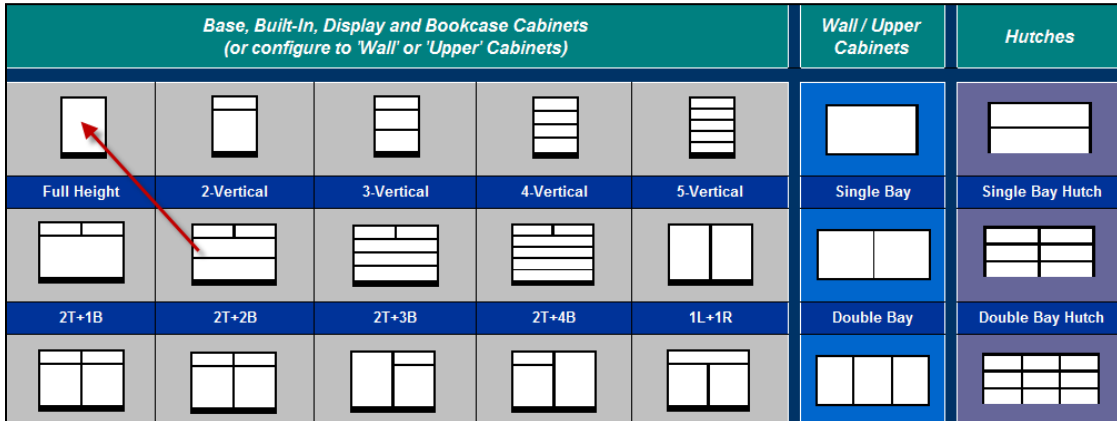 Base, Built-In, Display and Bookcase Cabinets
(or configure to 'Wall' or 'Upper' Cabinets)
Wall / Upper
Cabinets
Hutches
Full Height
2-Vertical
3-Vertical
4-Vertical
5-Vertical
Single Bay
Single Bay Hutch
2T+1B
2T+2B
2T+3B
2T+4B
1L+1R
Double Bay
Double Bay Hutch